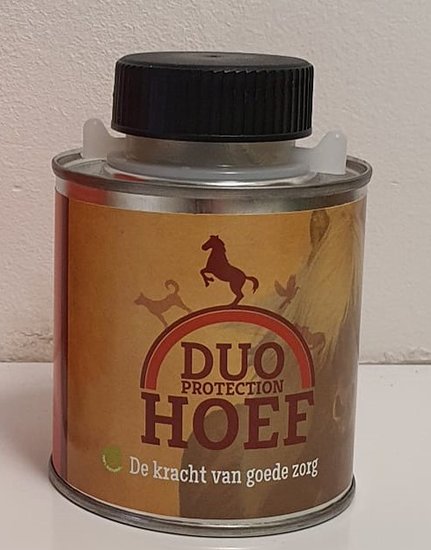 DUO
PROTECTION
HOEF
De kracht van goede zorg